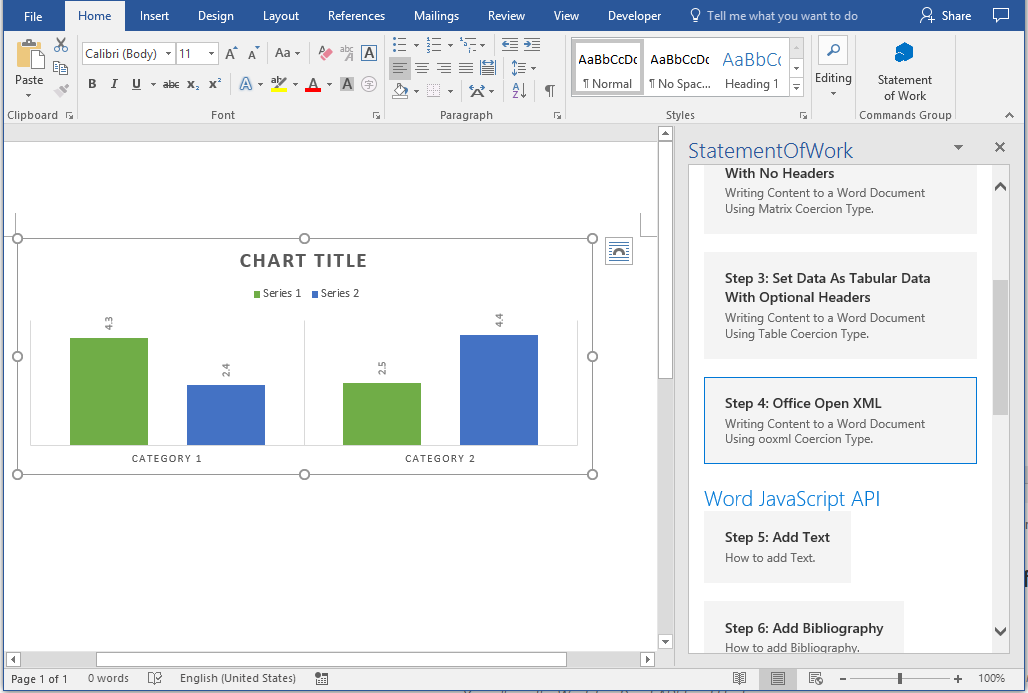 File Home Insert Design Layout References Mailings Review View Developer Tell me what you want to do Share
Calibri (Body) 11 Aa A
Paste
B I U abc x₂ x² A ab A A
Clipboard
Font
Paragraph
AaBbCcDc AaBbCcDc AaBbCc
¶ Normal ¶ No Spac... Heading 1
Styles
Editing
Statement
of Work
Commands Group
StatementOfWork
With No Headers
Writing Content to a Word Document
Using Matrix Coercion Type.
Step 3: Set Data As Tabular Data
With Optional Headers
Writing Content to a Word Document
Using Table Coercion Type.
Step 4: Office Open XML
Writing Content to a Word Document
Using ooxml Coercion Type.
Word JavaScript API
Step 5: Add Text
How to add Text.
Step 6: Add Bibliography
How to add Bibliography.
CHART TITLE
Series 1 Series 2
4.3 2.4 2.5 4.4
CATEGORY 1 CATEGORY 2
Page 1 of 1 0 words English (United States) 100%